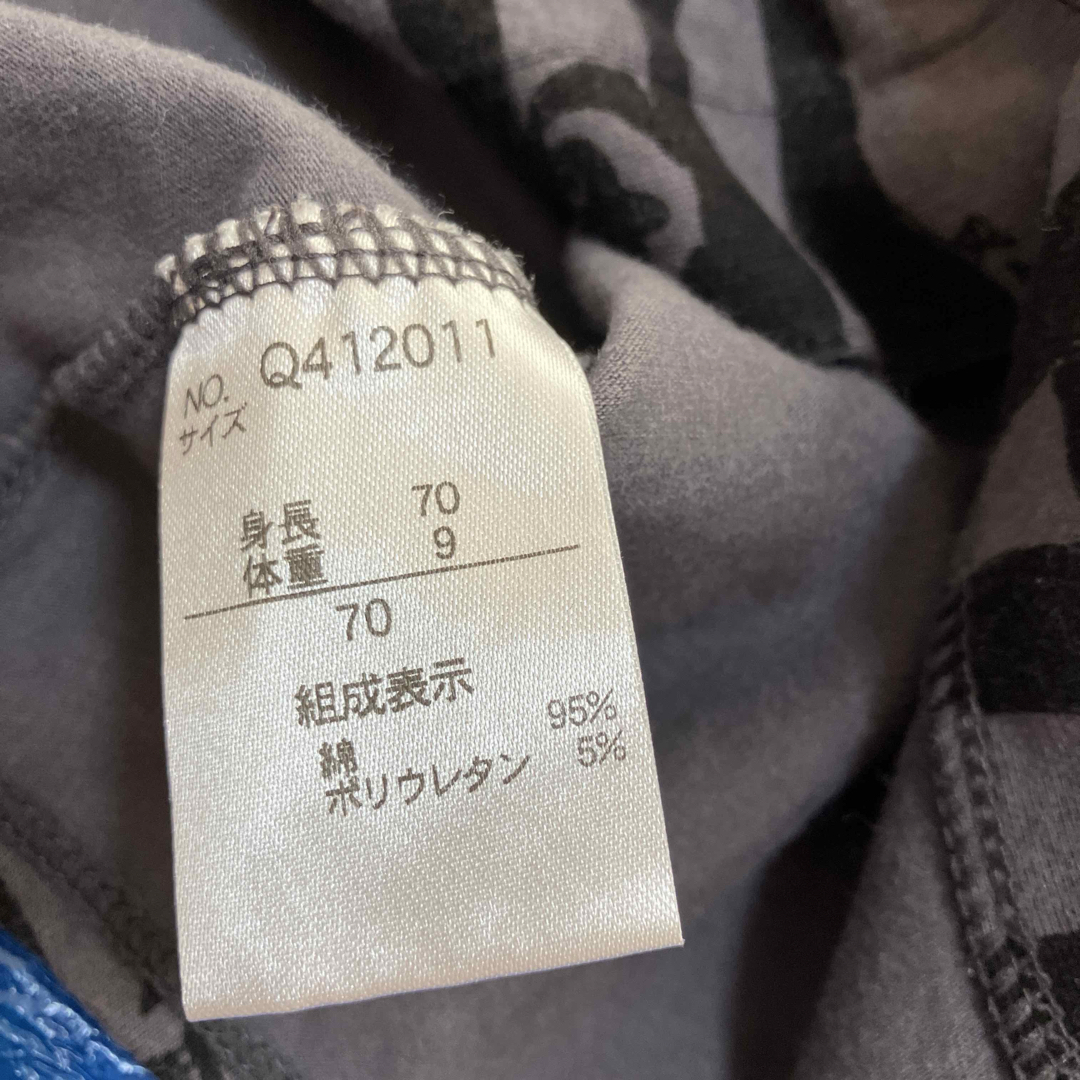 NO. Q412011
サイズ
身長 70
体重 9
70
組成表示
綿 95%
ポリウレタン 5%